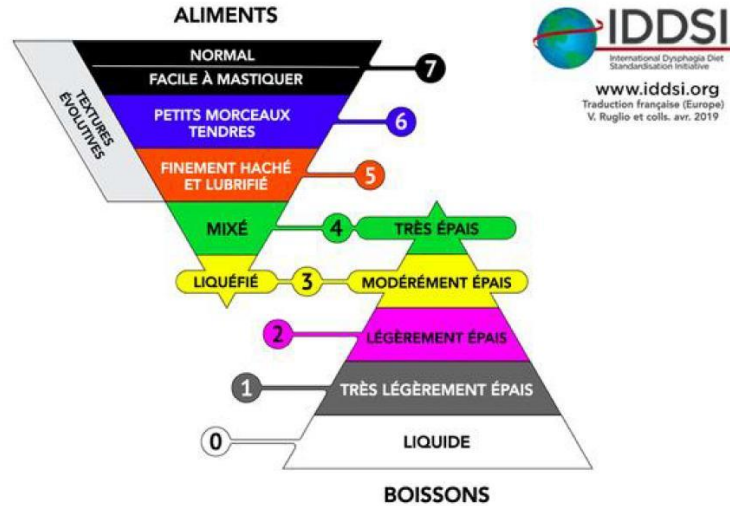 ALIMENTS
NORMAL
FACILE À MASTIQUER
7
TEXTURES
ÉVOLUTIVES
PETITS MORCEAUX
TENDRES
6
FINEMENT HACHÉ
ET LUBRIFIÉ
5
MIXÉ
4
TRÈS ÉPAIS
LIQUÉFIÉ
3
MODÉRÉMENT ÉPAIS
2
LÉGÈREMENT ÉPAIS
1
TRÈS LÉGÈREMENT ÉPAIS
0
LIQUIDE
BOISSONS
IDDSI
International Dysphagia Diet
Standardisation Initiative
www.iddsi.org
Traduction française (Europe)
V. Ruglio et colls. avr. 2019